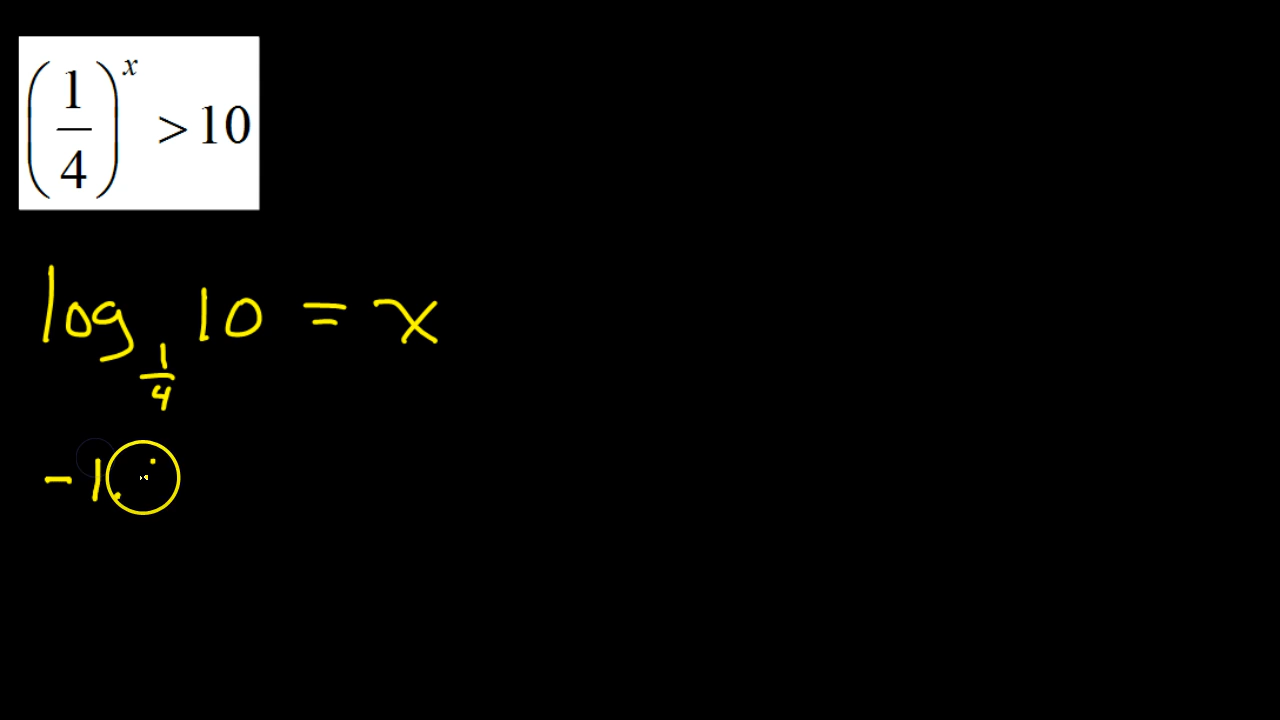 (1/4)^x > 10
log_{1/4} 10 = x
-1.